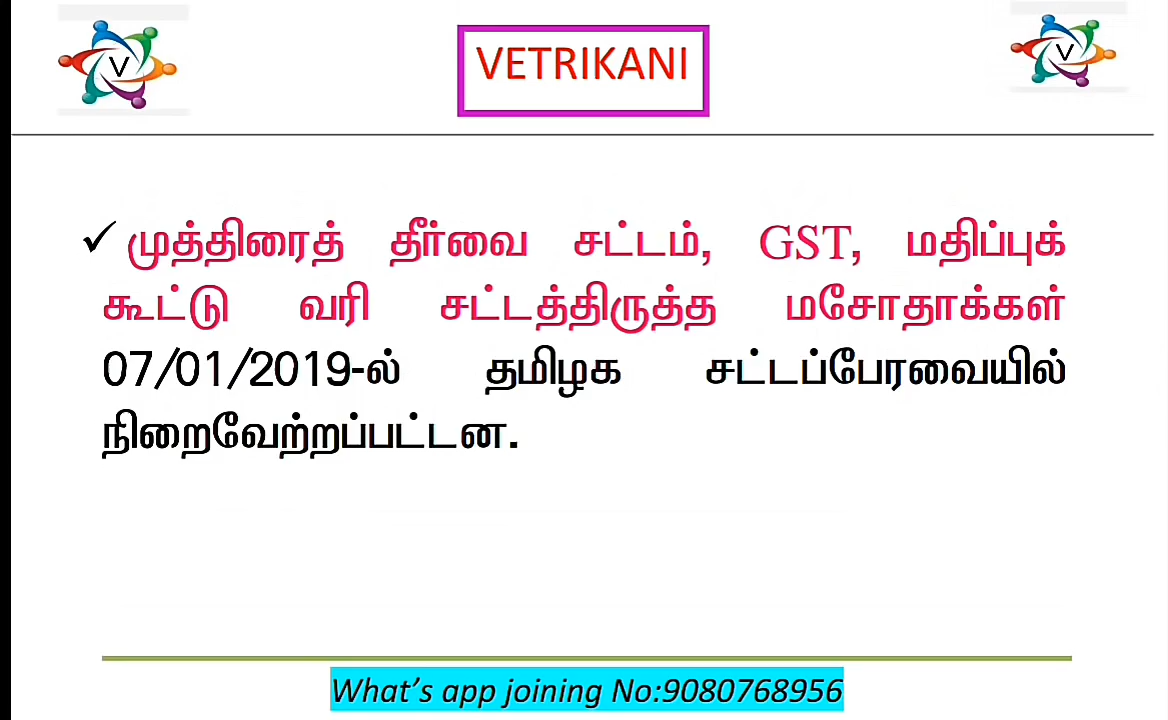 V
VETRIKANI
V
✓ முத்திரைத் தீர்வை சட்டம், GST, மதிப்புக்
கூட்டு வரி சட்டத்திருத்த மசோதாக்கள்
07/01/2019-ல் தமிழக சட்டப்பேரவையில்
நிறைவேற்றப்பட்டன.
What's app joining No:9080768956